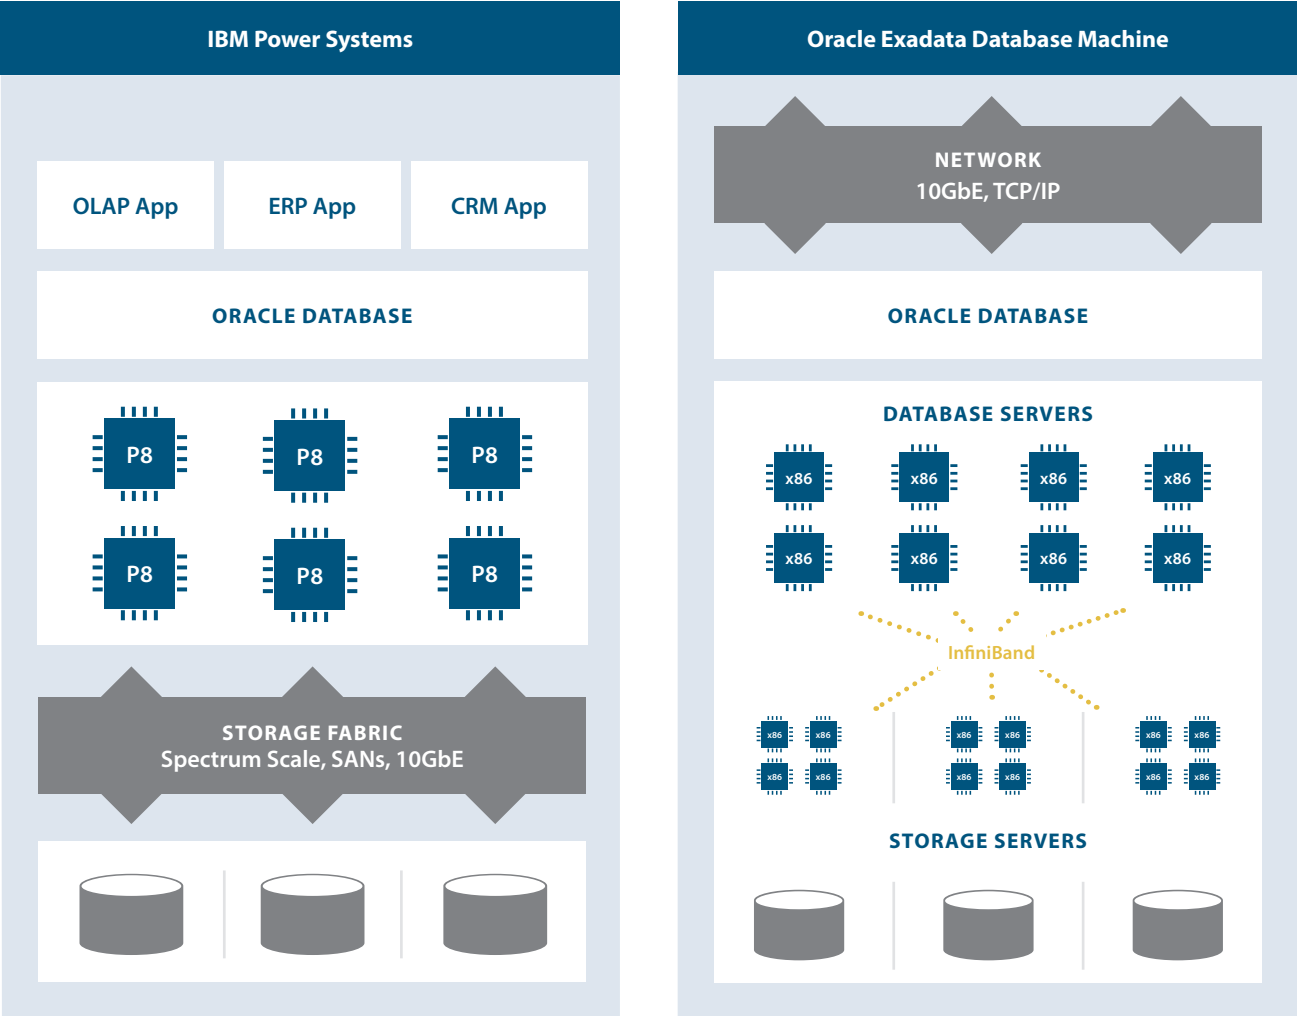 IBM Power Systems
OLAP App
ERP App
CRM App
ORACLE DATABASE
P8
P8
P8
P8
P8
P8
STORAGE FABRIC
Spectrum Scale, SANs, 10GbE
Oracle Exadata Database Machine
NETWORK
10GbE, TCP/IP
ORACLE DATABASE
DATABASE SERVERS
x86
x86
x86
x86
x86
x86
x86
x86
InfiniBand
x86
x86
x86
x86
x86
x86
x86
x86
x86
x86
x86
x86
STORAGE SERVERS